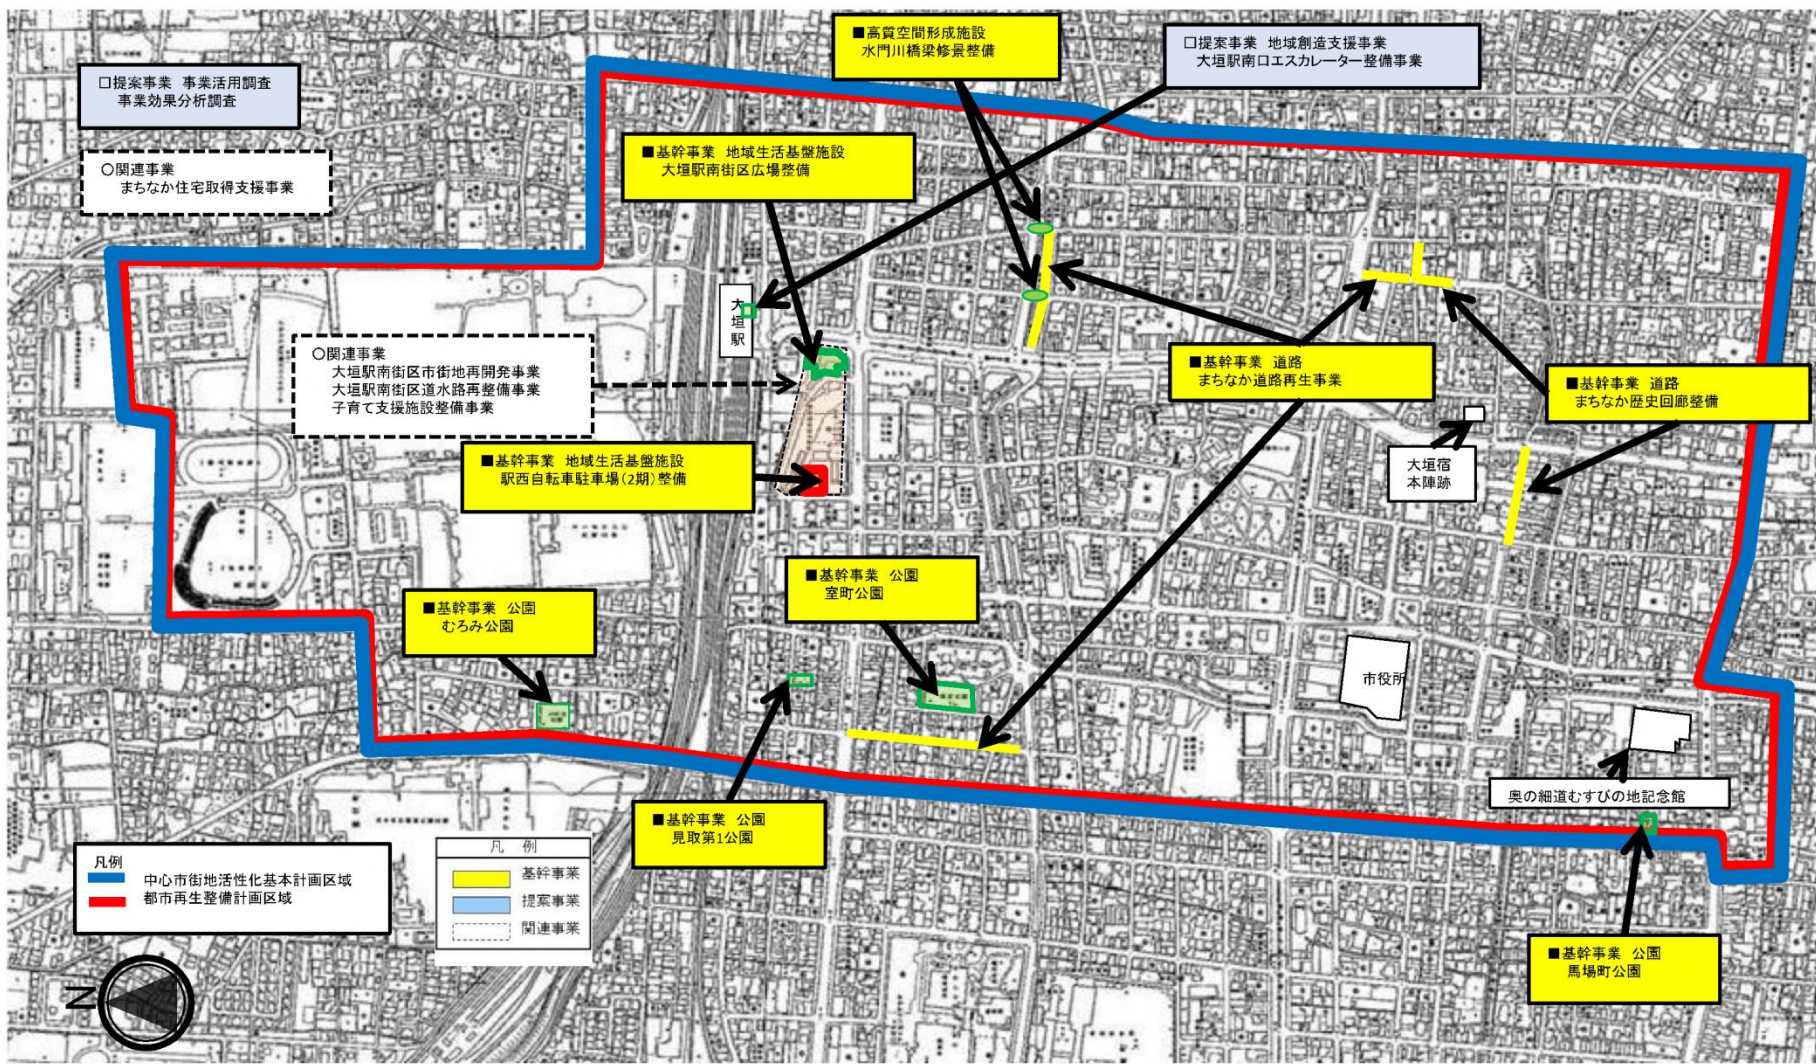 ■高質空間形成施設
水門川橋梁修景整備
□提案事業 地域創造支援事業
大垣駅南口エスカレーター整備事業
□提案事業 事業活用調査
事業効果分析調査
■基幹事業 地域生活基盤施設
大垣駅南街区広場整備
○関連事業
まちなか住宅取得支援事業
大垣駅
○関連事業
大垣駅南街区市街地再開発事業
大垣駅南街区道水路再整備事業
子育て支援施設整備事業
■基幹事業 道路
まちなか道路再生事業
■基幹事業 道路
まちなか歴史回廊整備
■基幹事業 地域生活基盤施設
駅西自転車駐車場(2期)整備
大垣宿
本陣跡
■基幹事業 公園
室町公園
■基幹事業 公園
むろみ公園
市役所
奥の細道むすびの地記念館
■基幹事業 公園
見取第1公園
凡例
中心市街地活性化基本計画区域
都市再生整備計画区域
凡 例
基幹事業
提案事業
関連事業
■基幹事業 公園
馬場町公園
N